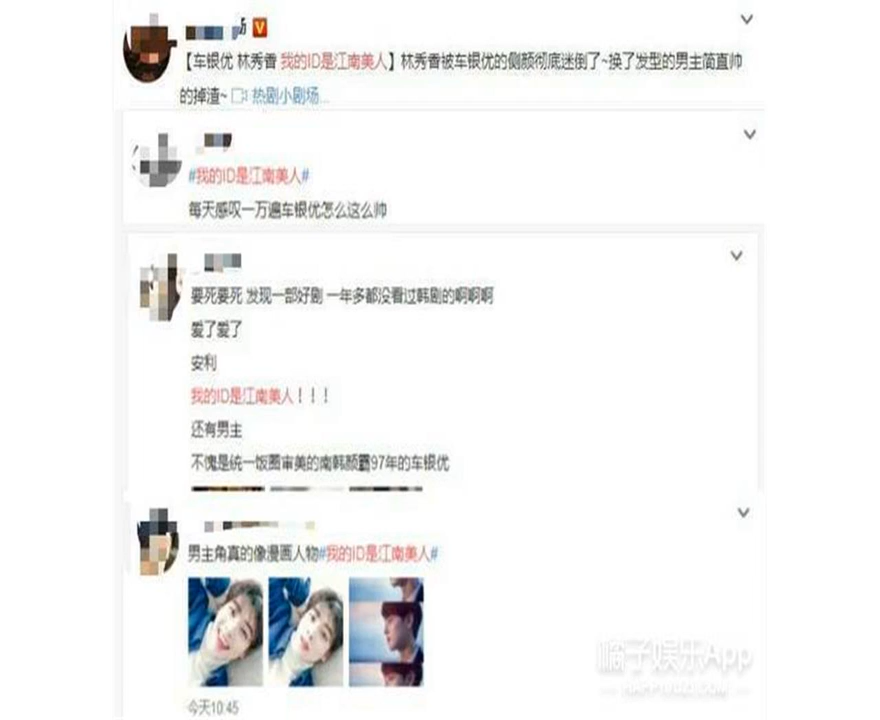 【车银优 林秀香 我的ID是江南美人】林秀香被车银优的侧颜彻底迷倒了~换了发型的男主简直帅
的掉渣~ 热剧小剧场...
#我的ID是江南美人#
每天感叹一万遍车银优怎么这么帅
要死要死 发现一部好剧 一年多都没看过韩剧的啊啊啊
爱了爱了
安利
我的ID是江南美人！！！
还有男主
不愧是统一饭圈审美的南韩颜霸97年的车银优
男主角真的像漫画人物#我的ID是江南美人#
今天10:45
橘子娱乐App